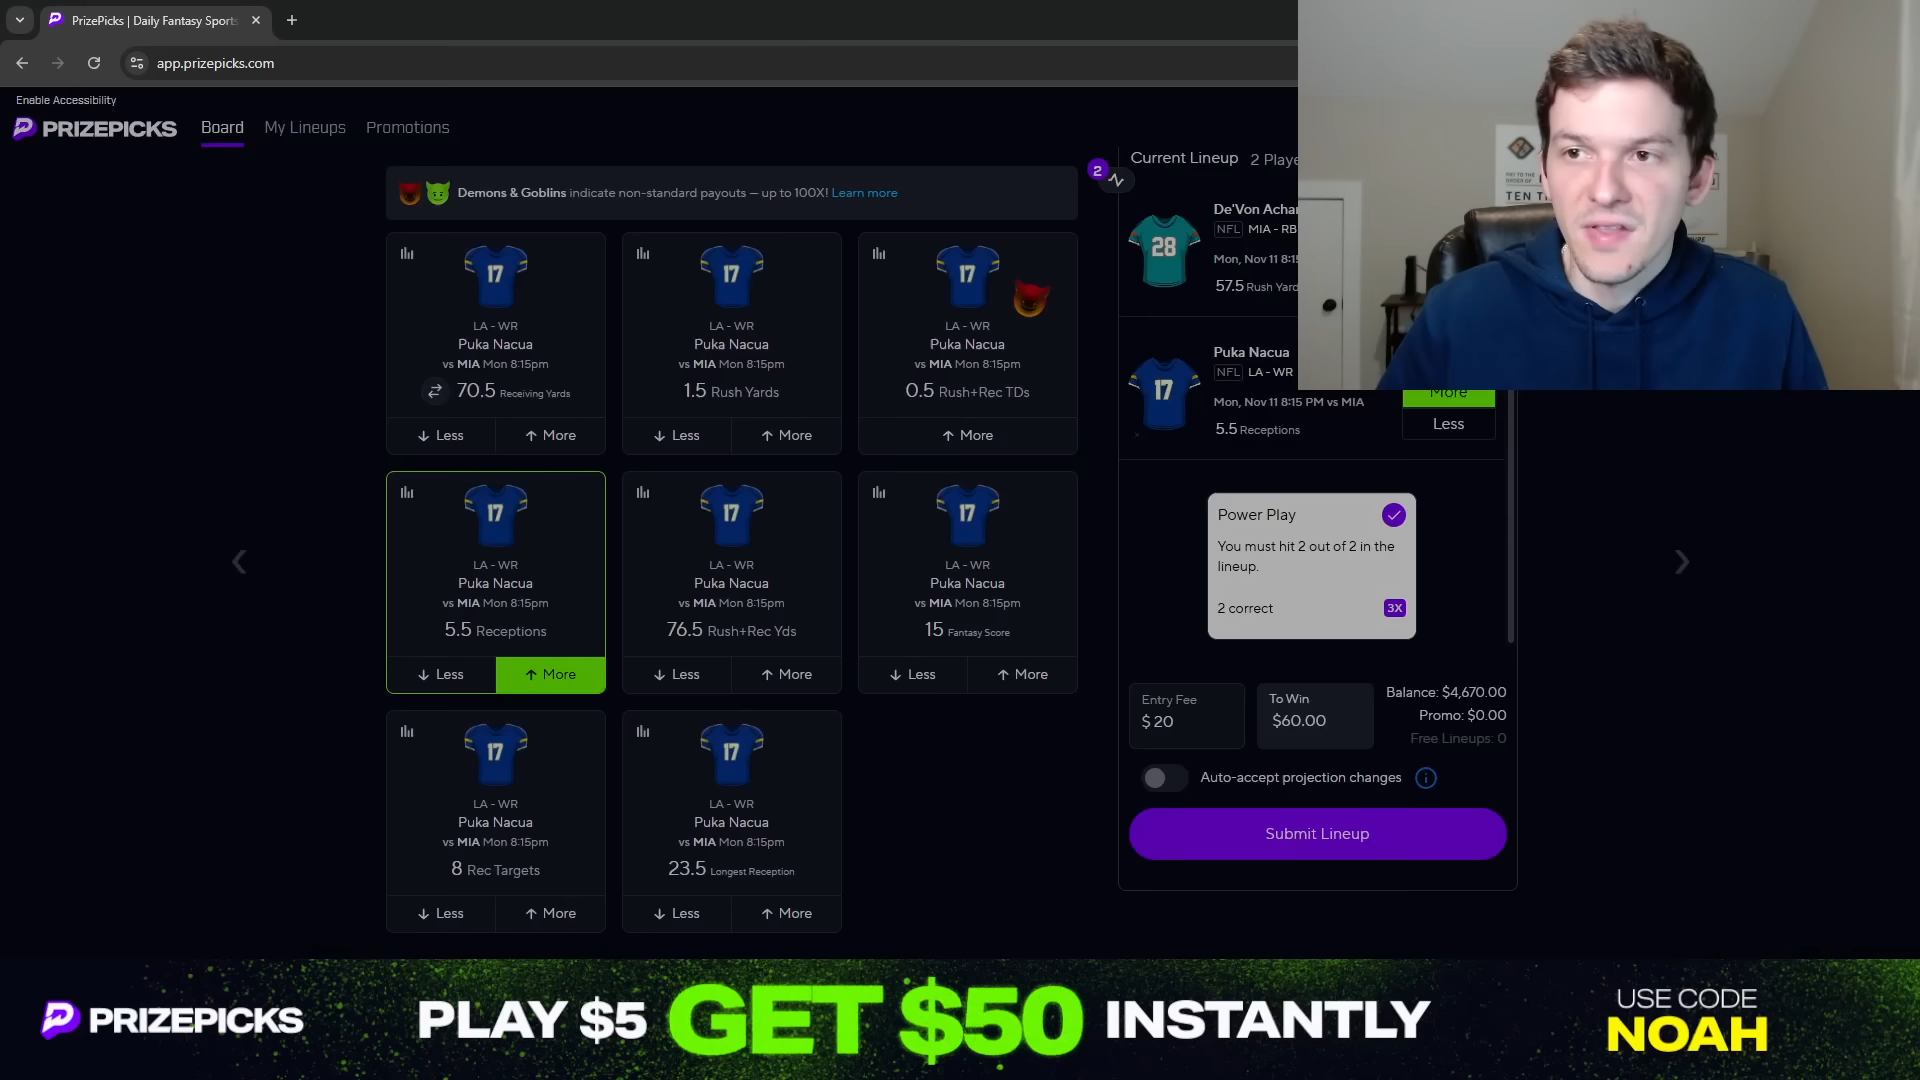 PrizePicks | Daily Fantasy Sports
app.prizepicks.com
Enable Accessibility
PRIZEPICKS
Board
My Lineups
Promotions
Demons & Goblins indicate non-standard payouts — up to 100X! Learn more
17
LA - WR
Puka Nacua
vs MIA Mon 8:15pm
70.5 Receiving Yards
Less
More
17
LA - WR
Puka Nacua
vs MIA Mon 8:15pm
1.5 Rush Yards
Less
More
17
LA - WR
Puka Nacua
vs MIA Mon 8:15pm
0.5 Rush+Rec TDs
More
17
LA - WR
Puka Nacua
vs MIA Mon 8:15pm
5.5 Receptions
Less
More
17
LA - WR
Puka Nacua
vs MIA Mon 8:15pm
76.5 Rush+Rec Yds
Less
More
17
LA - WR
Puka Nacua
vs MIA Mon 8:15pm
15 Fantasy Score
Less
More
17
LA - WR
Puka Nacua
vs MIA Mon 8:15pm
8 Rec Targets
Less
More
17
LA - WR
Puka Nacua
vs MIA Mon 8:15pm
23.5 Longest Reception
Less
More
2
Current Lineup 2 Playe
28
De'Von Achan
NFL MIA - RB
Mon, Nov 11 8:15
57.5 Rush Yard
17
Puka Nacua
NFL LA - WR
Mon, Nov 11 8:15 PM vs MIA
5.5 Receptions
More
Less
Power Play
You must hit 2 out of 2 in the
lineup.
2 correct
3X
Entry Fee
$ 20
To Win
$60.00
Balance: $4,670.00
Promo: $0.00
Free Lineups: 0
Auto-accept projection changes
Submit Lineup
PRIZEPICKS
PLAY $5 GET $50 INSTANTLY
USE CODE
NOAH